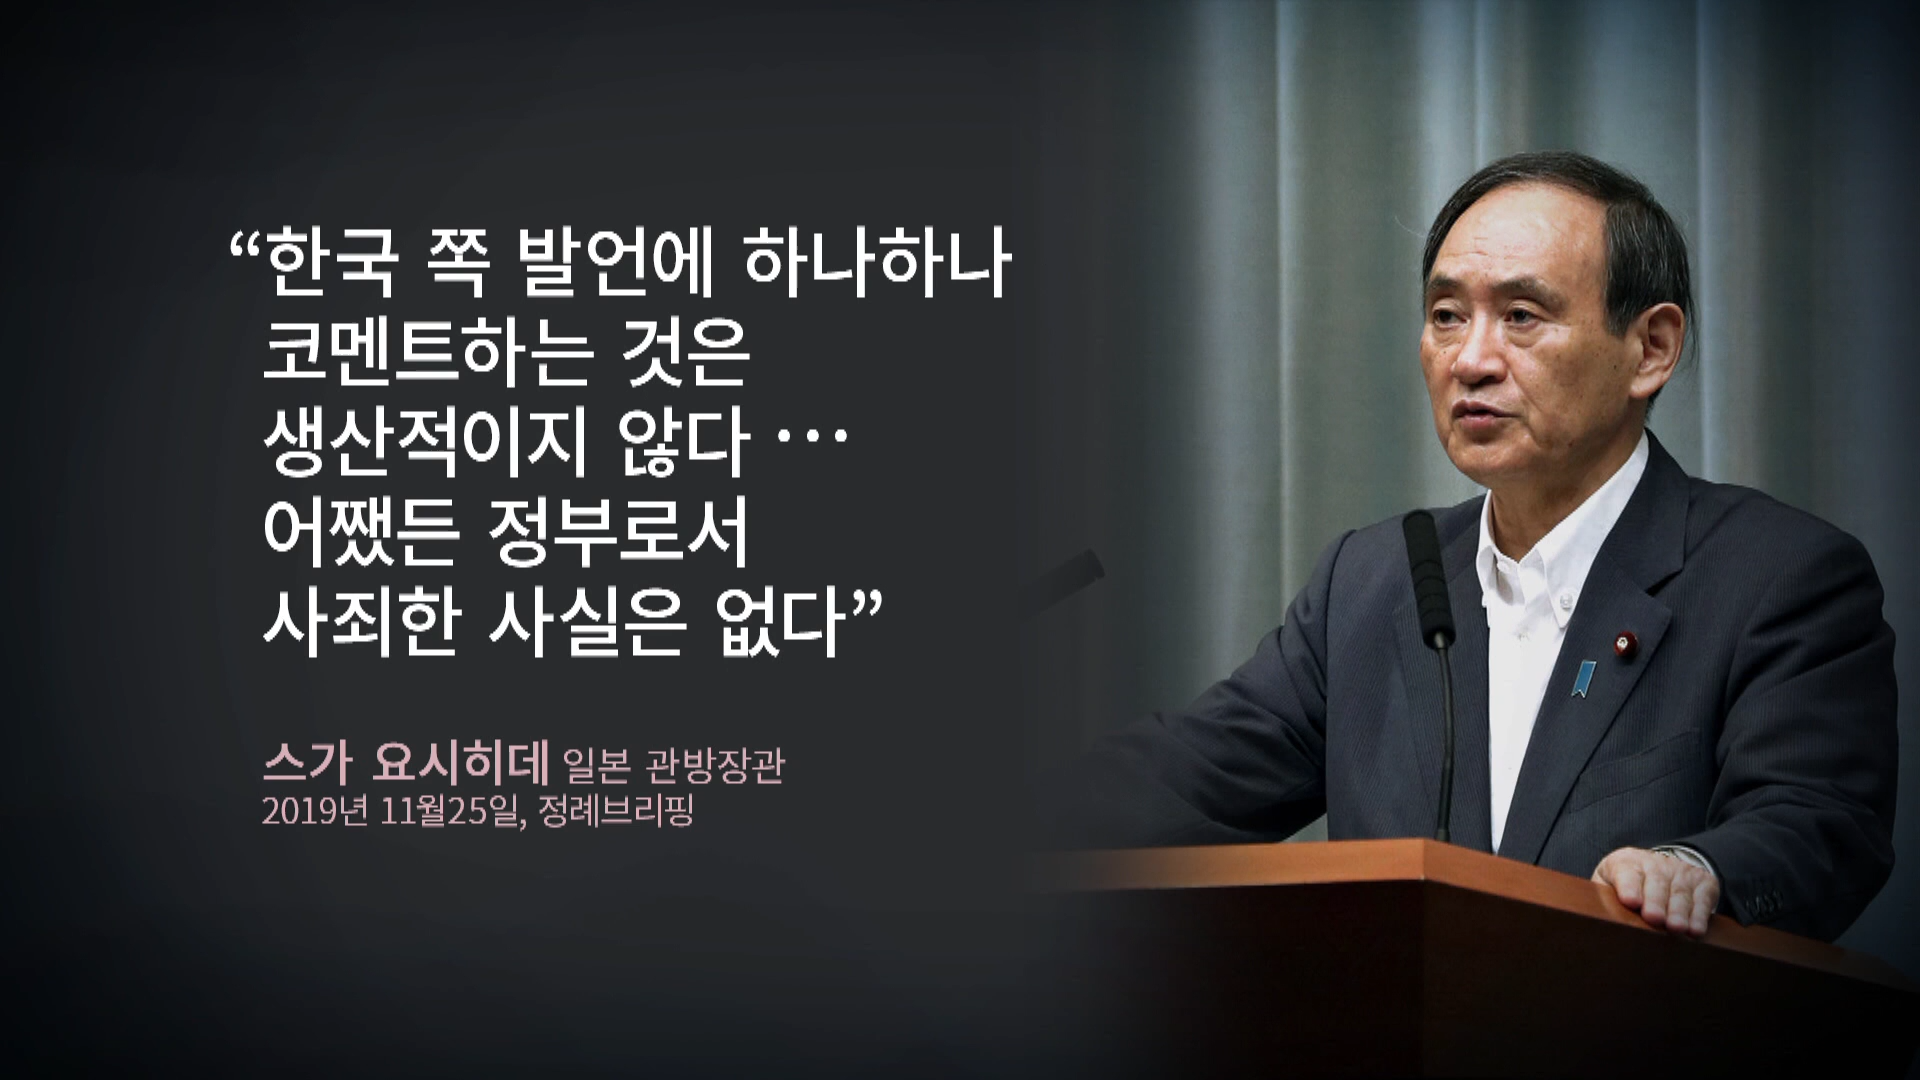 “한국 쪽 발언에 하나하나
코멘트하는 것은
생산적이지 않다 …
어쨌든 정부로서
사죄한 사실은 없다”
스가 요시히데 일본 관방장관
2019년 11월25일, 정례브리핑